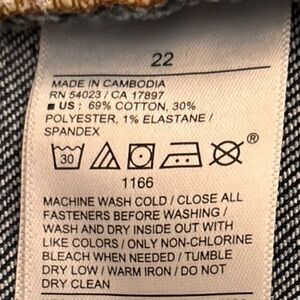 22
MADE IN CAMBODIA
RN 54023 / CA 17897
■ US : 69% COTTON, 30%
POLYESTER, 1% ELASTANE /
SPANDEX
30 ®
1166
MACHINE WASH COLD / CLOSE ALL
FASTENERS BEFORE WASHING /
WASH AND DRY INSIDE OUT WITH
LIKE COLORS / ONLY NON-CHLORINE
BLEACH WHEN NEEDED / TUMBLE
DRY LOW / WARM IRON / DO NOT
DRY CLEAN